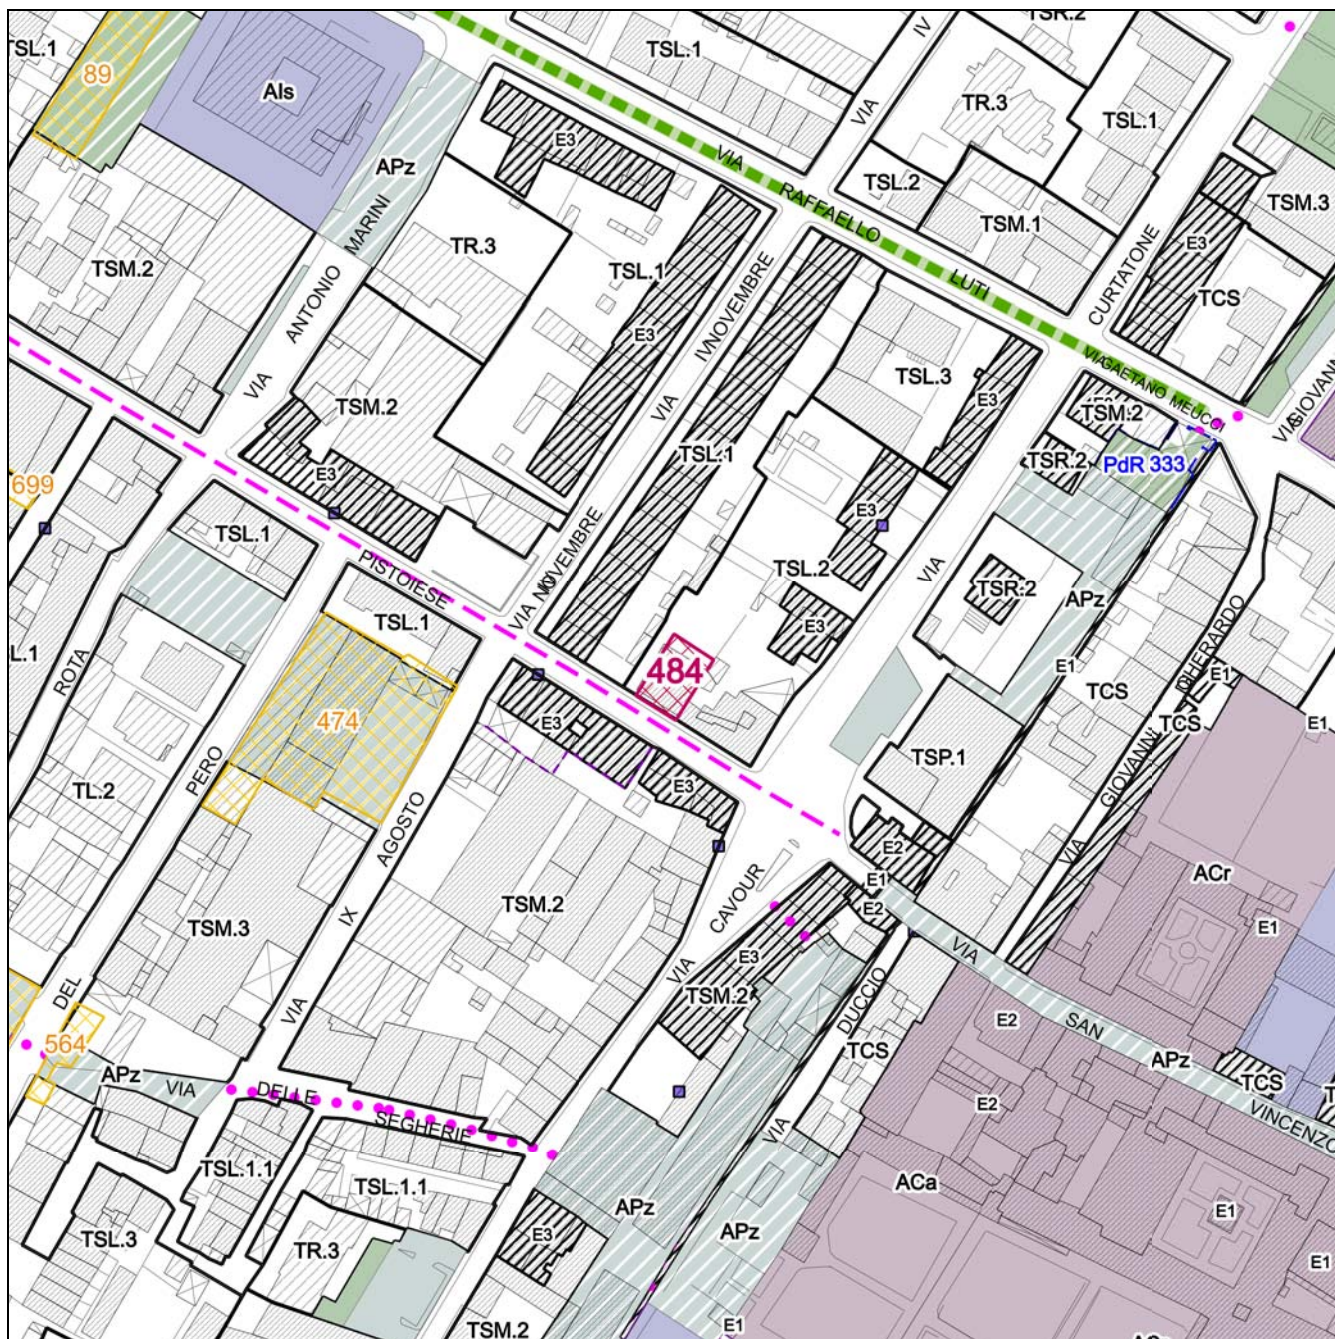 TSR.2
IV
TSL.1
TSL.1
89
AIs
TR.3
VIA
TSL.1
E3
VIA
APz
TSL.2
RAFFAELLO
TSM.3
MARINI
TSM.1
TR.3
E3
CURTATONE
TSM.2
TSL.1
LUTI
TCS
ANTONIO
IVNOVEMBRE
E3
VIA
VIA GAETANO MEUCCI
TSL.3
E3
GIOVANNI
VIA
TSM.2
VIA
TSM.2
TSL.1
E3
TSR.2
PdR 333
699
TSL.1
E3
NOVEMBRE
PISTOIESE
TSL.2
VIA
TSR.2
APz
VIA
TSL.1
E3
GHERARDO
L.1
ROTA
484
E1
TCS
E1
474
E3
TCS
E1
GIOVANNI
TL.2
PERO
E3
TSP.1
AGOSTO
VIA
E2
ACr
E1
TSM.2
CAVOUR
E2
E1
TSM.3
IX
VIA
E3
VIA
DEL
TSM.2
DUCCIO
E2
SAN
VIA
564
TCS
APz
APz
VIA
DELLE
TCS
SEGHERIE
E2
VINCENZO
VIA
TSL.1.1
TSL.1.1
ACa
APz
E1
TSL.3
TR.3
E3
APz
E1
TSM.2
E1